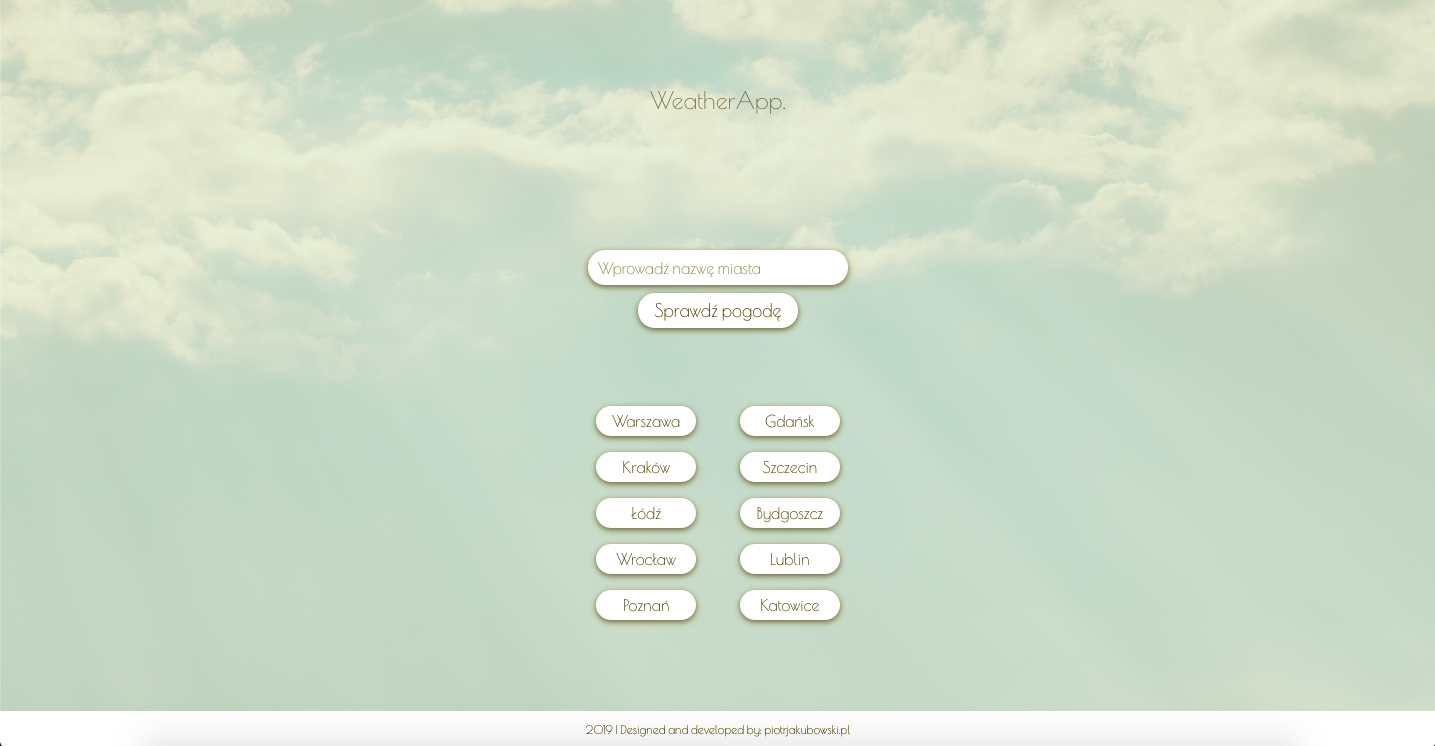 WeatherApp.
Wprowadź nazwę miasta
Sprawdź pogodę
Warszawa
Gdańsk
Kraków
Szczecin
Łódź
Bydgoszcz
Wrocław
Lublin
Poznań
Katowice
2019 | Designed and developed by: piotrjakubowski.pl